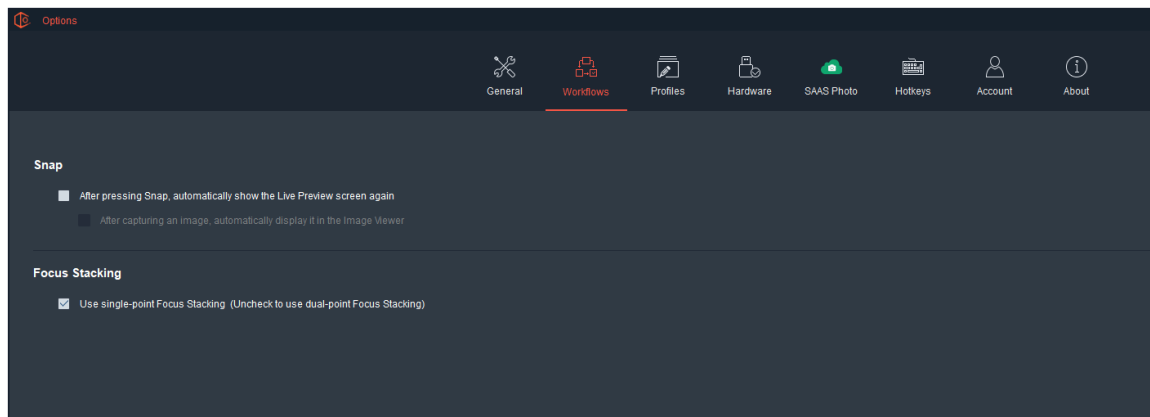 Options
General
Workflows
Profiles
Hardware
SAAS Photo
Hotkeys
Account
About
Snap
After pressing Snap, automatically show the Live Preview screen again
After capturing an image, automatically display it in the Image Viewer
Focus Stacking
Use single-point Focus Stacking (Uncheck to use dual-point Focus Stacking)